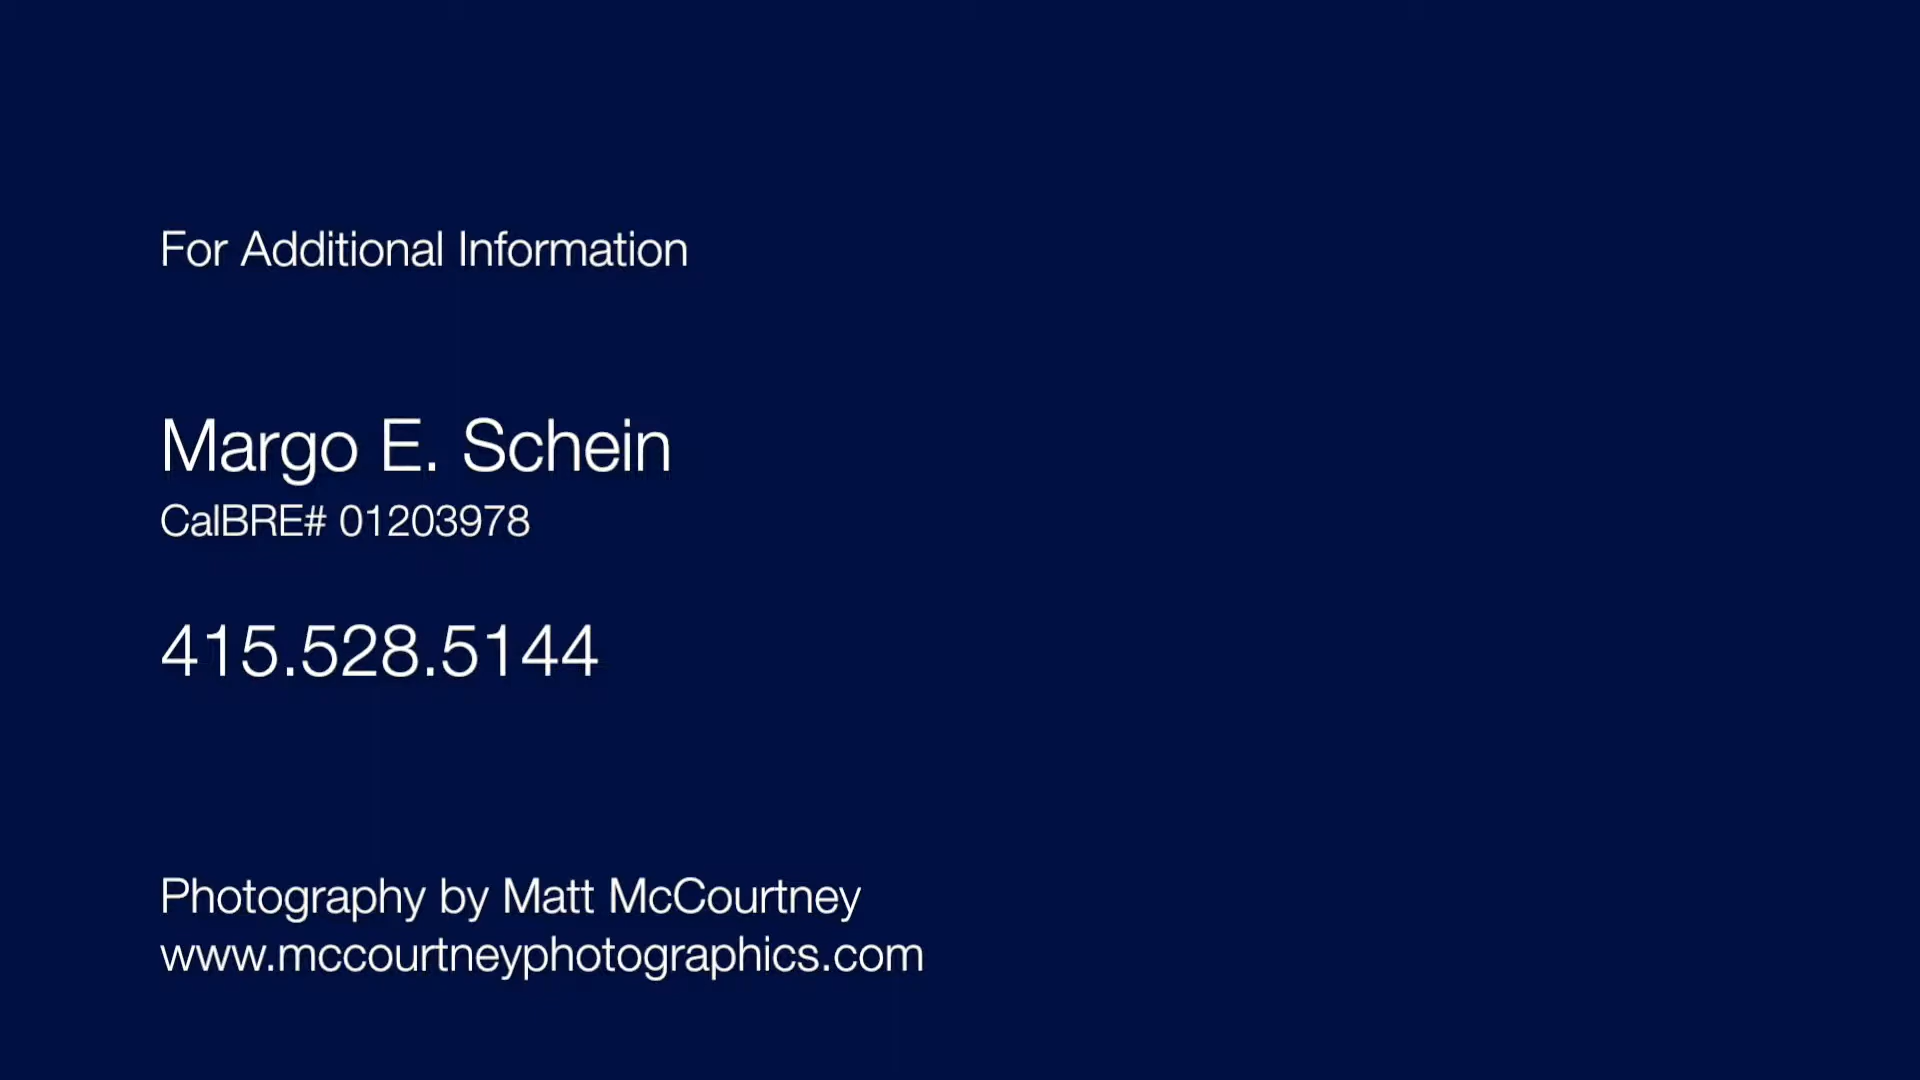 For Additional Information
Margo E. Schein
CalBRE# 01203978
415.528.5144
Photography by Matt McCourtney
www.mccourtneyphotographics.com